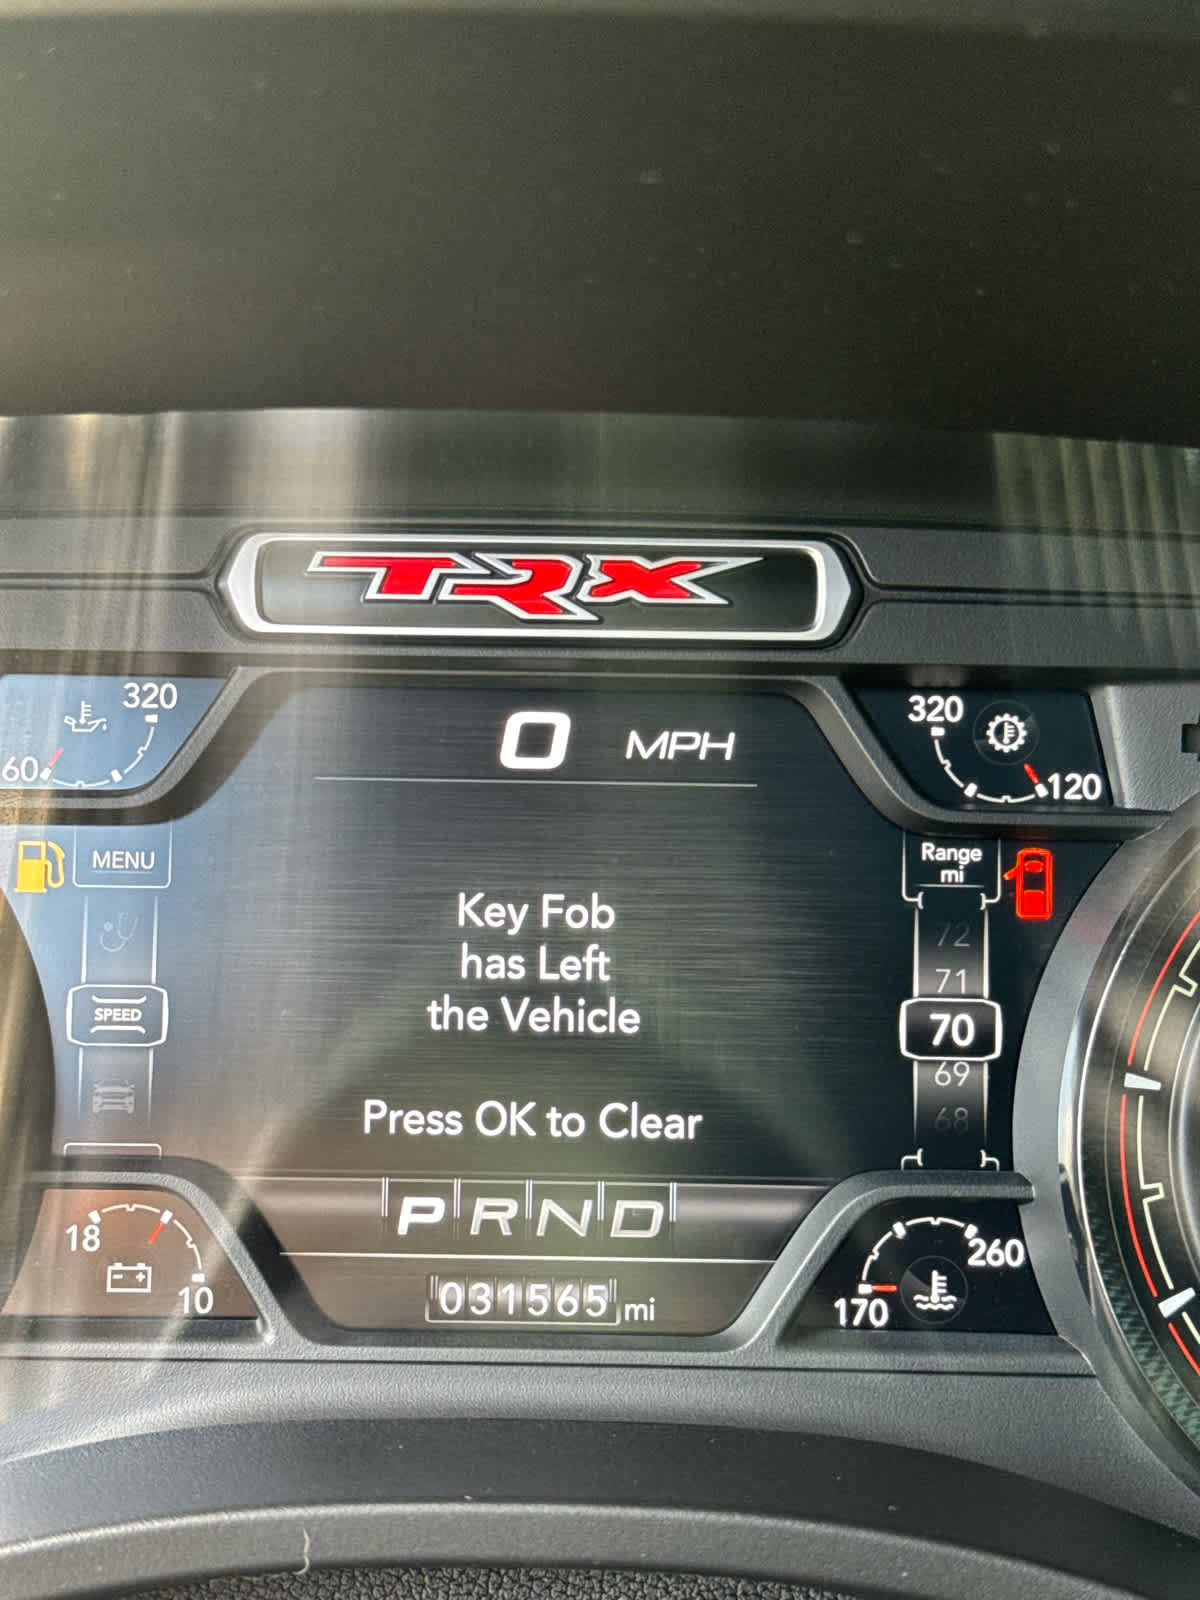 TRX
320
60
0 MPH
320
120
MENU
SPEED
Key Fob
has Left
the Vehicle
Press OK to Clear
Range
mi
72
71
70
69
68
P R N D
031565 mi
18
10
260
170